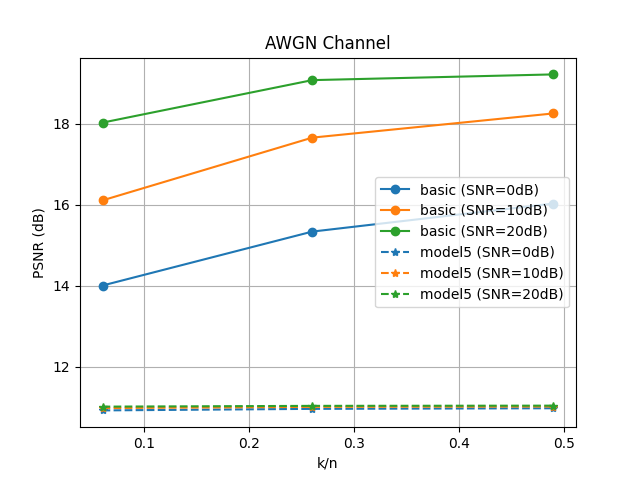 AWGN Channel
PSNR (dB)
18
16
14
12
basic (SNR=0dB)
basic (SNR=10dB)
basic (SNR=20dB)
model5 (SNR=0dB)
model5 (SNR=10dB)
model5 (SNR=20dB)
0.1 0.2 0.3 0.4 0.5
k/n